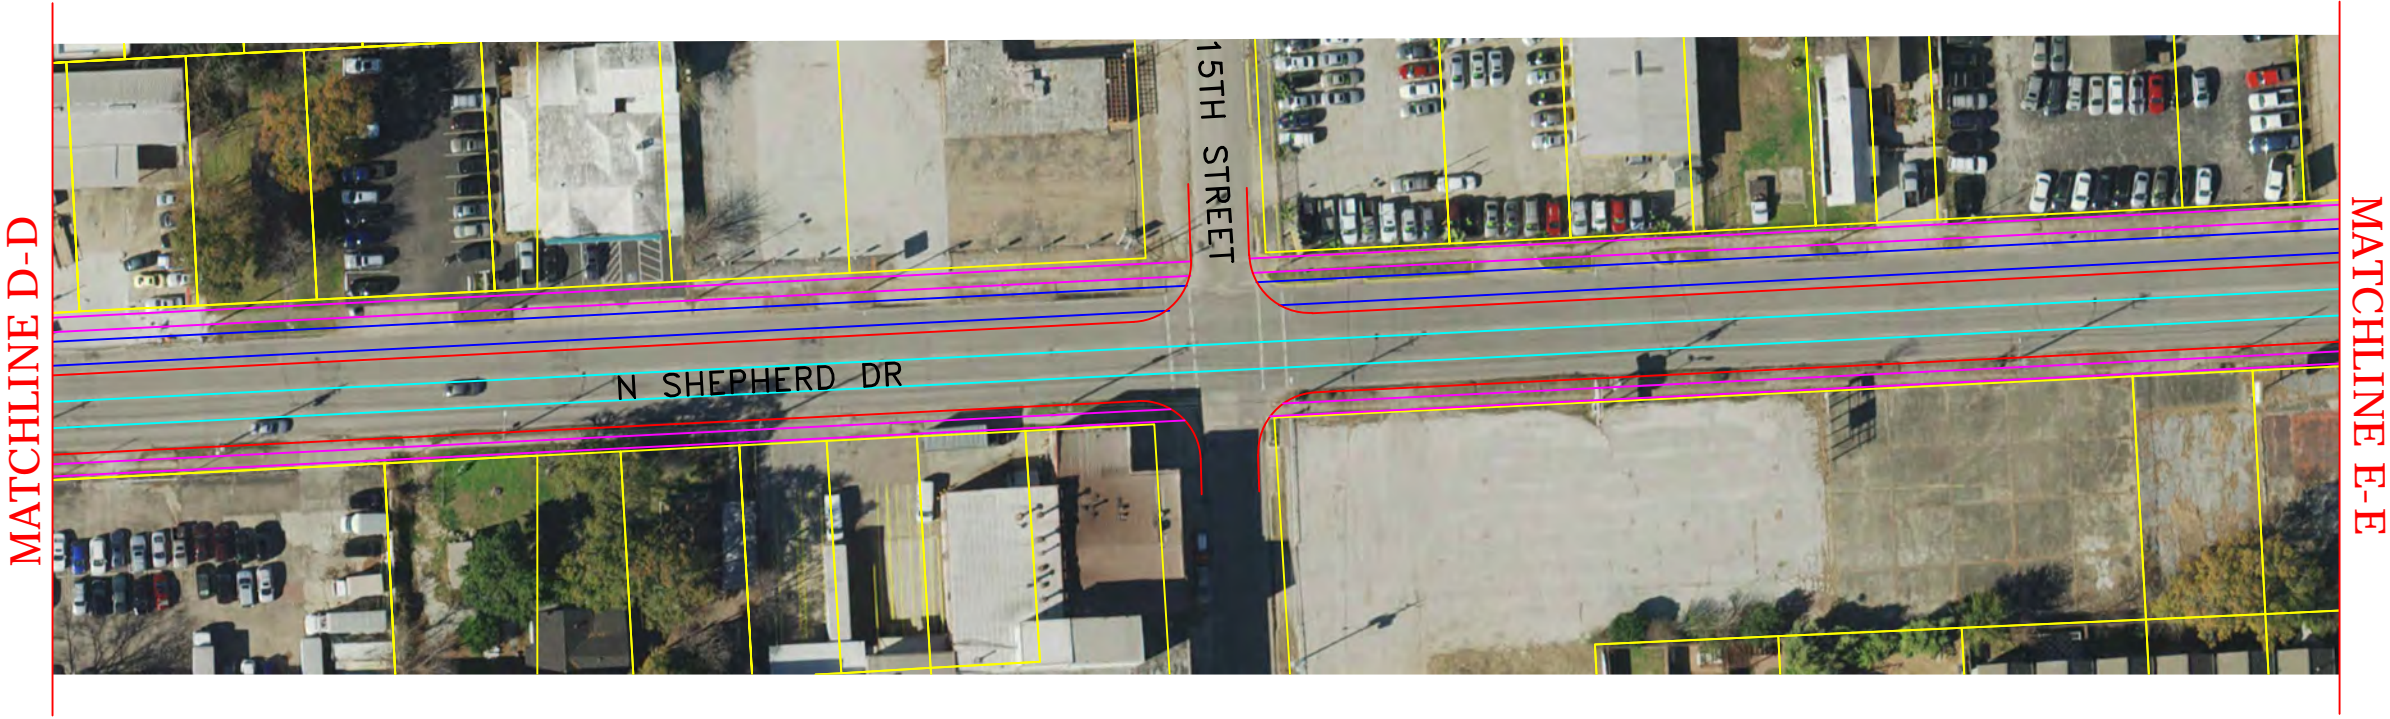 MATCHLINE D-D
15TH STREET
N SHEPHERD DR
MATCHLINE E-E